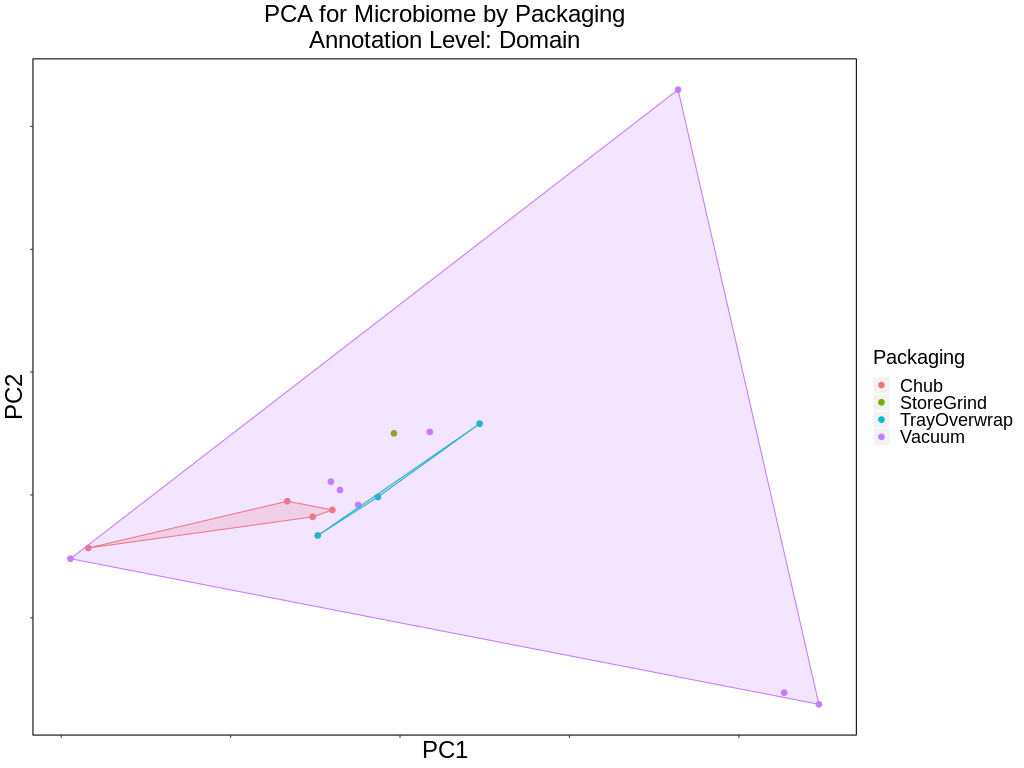 PCA for Microbiome by Packaging
Annotation Level: Domain
PC2
PC1
Packaging
Chub
StoreGrind
TrayOverwrap
Vacuum